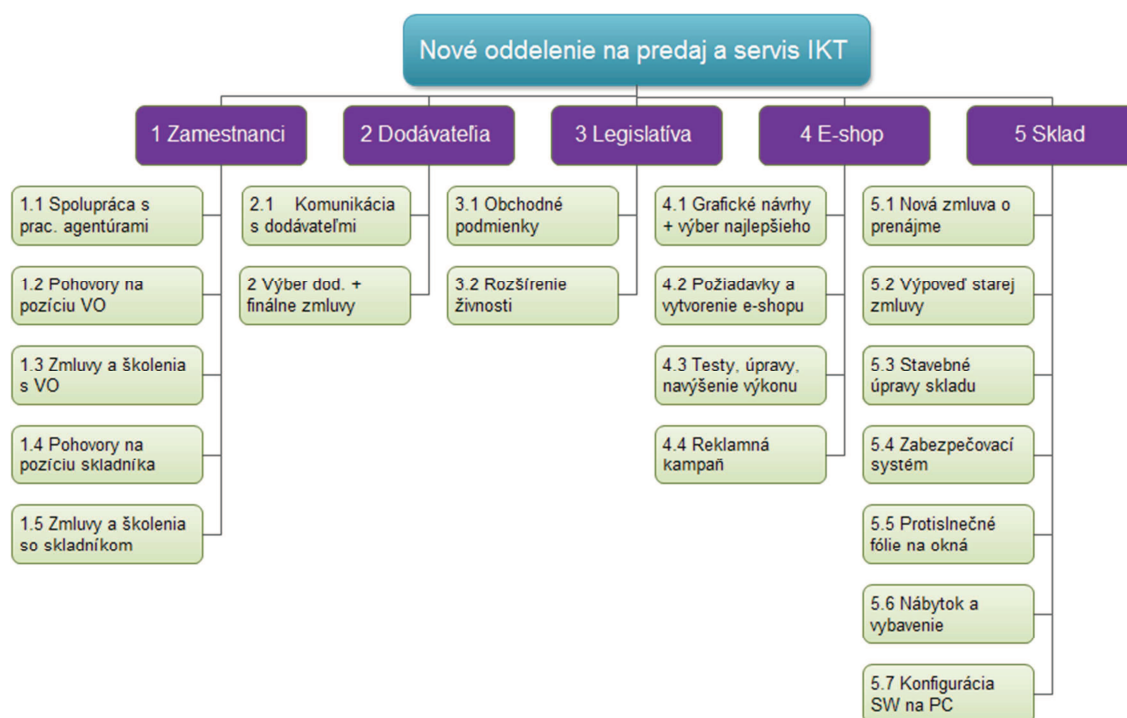 Nové oddelenie na predaj a servis IKT
1 Zamestnanci
2 Dodávateľia
3 Legislatíva
4 E-shop
5 Sklad
1.1 Spolupráca s
prac. agentúrami
1.2 Pohovory na
pozíciu VO
1.3 Zmluvy a školenia
s VO
1.4 Pohovory na
pozíciu skladníka
1.5 Zmluvy a školenia
so skladníkom
2.1 Komunikácia
s dodávateľmi
2 Výber dod. +
finálne zmluvy
3.1 Obchodné
podmienky
3.2 Rozšírenie
živnosti
4.1 Grafické návrhy
+ výber najlepšieho
4.2 Požiadavky a
vytvorenie e-shopu
4.3 Testy, úpravy,
navýšenie výkonu
4.4 Reklamná
kampaň
5.1 Nová zmluva o
prenájme
5.2 Výpoveď starej
zmluvy
5.3 Stavebné
úpravy skladu
5.4 Zabezpečovací
systém
5.5 Protislnečné
fólie na okná
5.6 Nábytok a
vybavenie
5.7 Konfigurácia
SW na PC